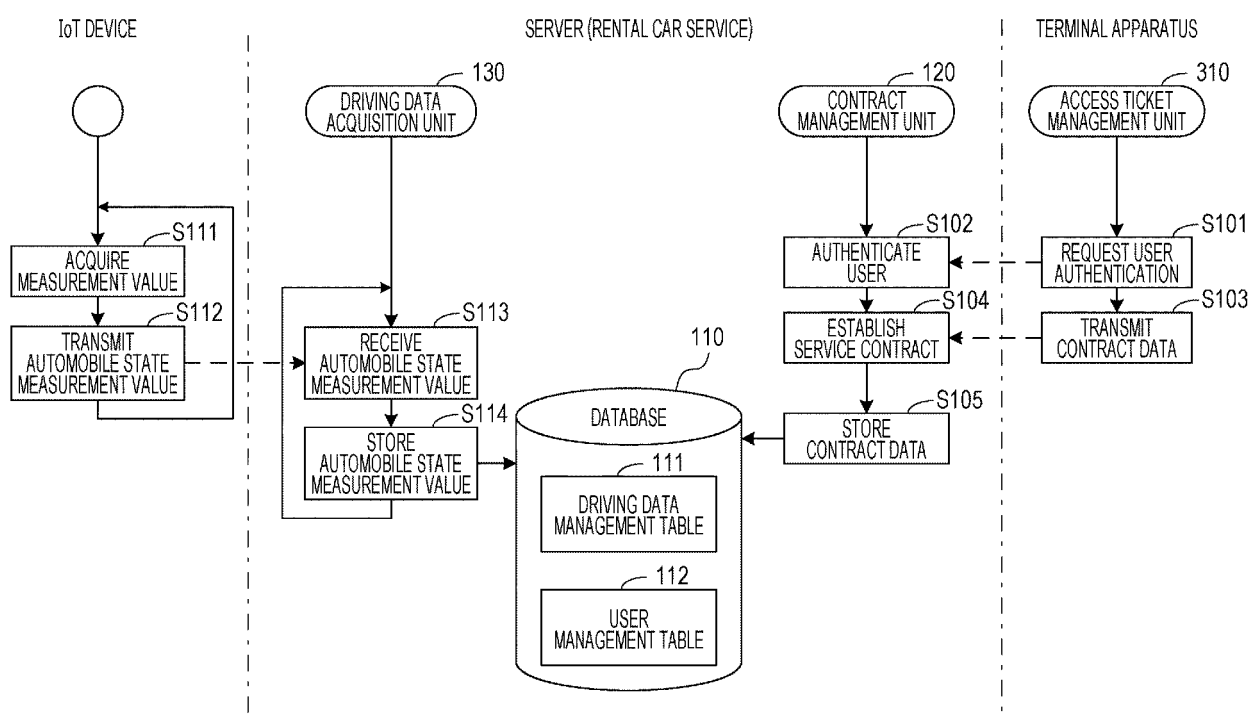 IoT DEVICE
SERVER (RENTAL CAR SERVICE)
TERMINAL APPARATUS
130
DRIVING DATA
ACQUISITION UNIT
120
CONTRACT
MANAGEMENT UNIT
310
ACCESS TICKET
MANAGEMENT UNIT
S111
ACQUIRE
MEASUREMENT VALUE
S112
TRANSMIT
AUTOMOBILE STATE
MEASUREMENT VALUE
S113
RECEIVE
AUTOMOBILE STATE
MEASUREMENT VALUE
S114
STORE
AUTOMOBILE STATE
MEASUREMENT VALUE
110
DATABASE
111
DRIVING DATA
MANAGEMENT TABLE
112
USER
MANAGEMENT TABLE
S102
AUTHENTICATE
USER
S104
ESTABLISH
SERVICE CONTRACT
S105
STORE
CONTRACT DATA
S101
REQUEST USER
AUTHENTICATION
S103
TRANSMIT
CONTRACT DATA